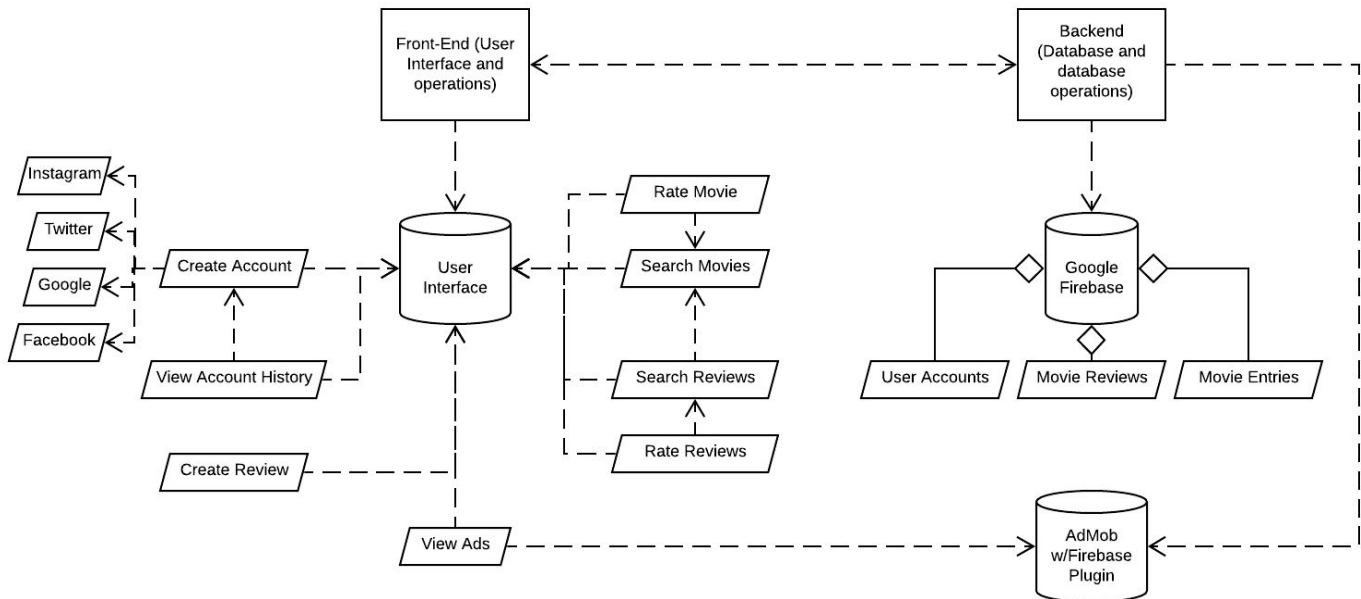 Front-End (User
Interface and
operations)
Backend
(Database and
database
operations)
Instagram
Twitter
Google
Facebook
Create Account
View Account History
Create Review
View Ads
User
Interface
Rate Movie
Search Movies
Search Reviews
Rate Reviews
Google
Firebase
User Accounts
Movie Reviews
Movie Entries
AdMob
w/Firebase
Plugin